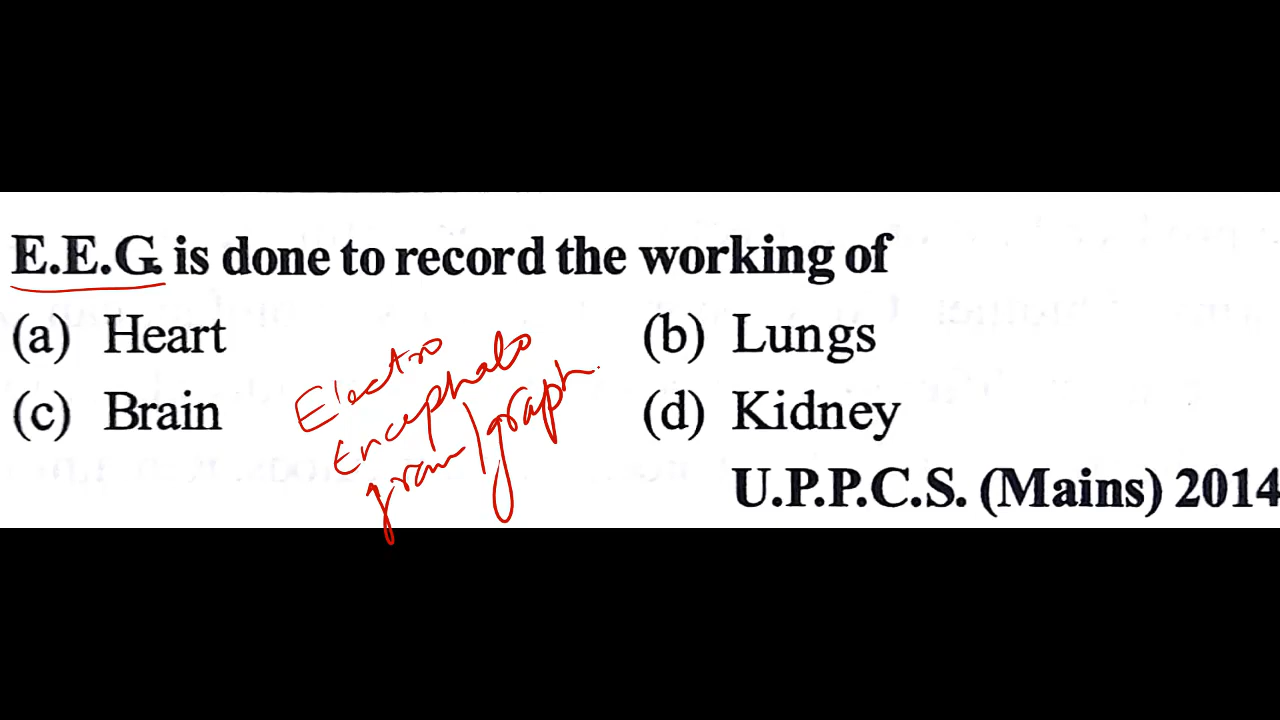 E.E.G. is done to record the working of
(a) Heart (b) Lungs
(c) Brain (d) Kidney
Electro
Encephalo
gram/graph.
U.P.P.C.S. (Mains) 2014